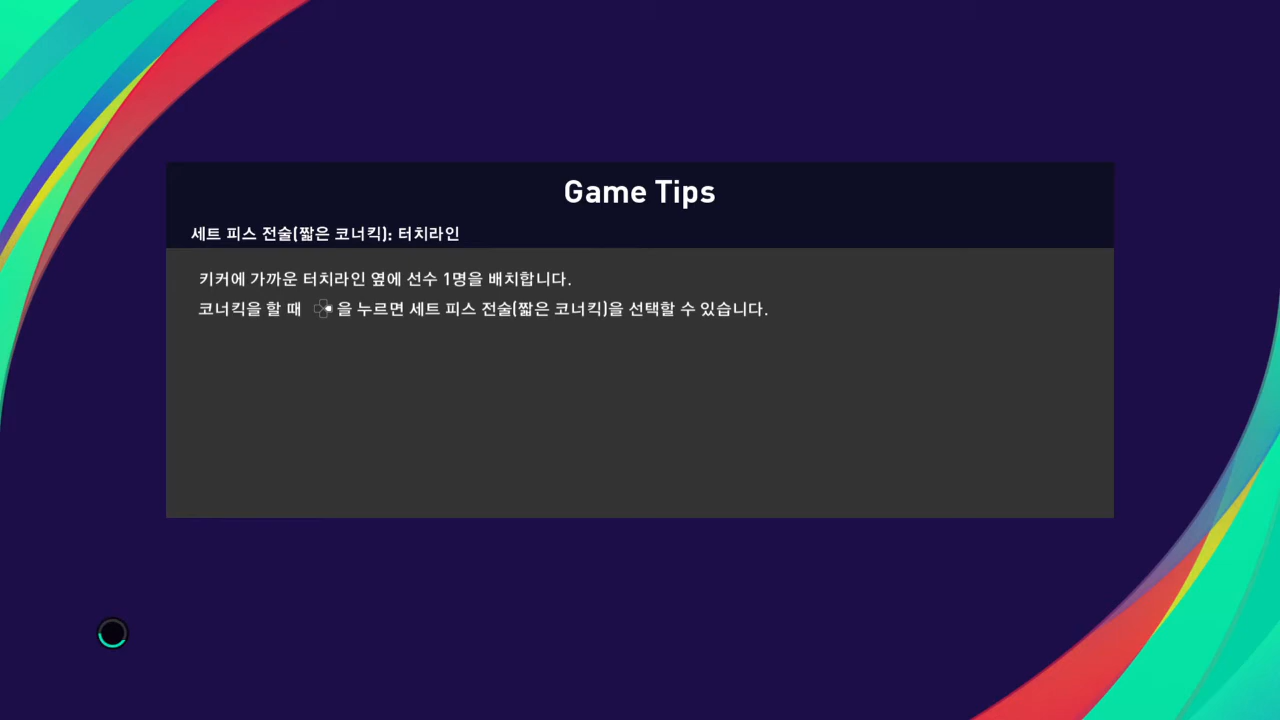 Game Tips
세트 피스 전술(짧은 코너킥): 터치라인
키커에 가까운 터치라인 옆에 선수 1명을 배치합니다.
코너킥을 할 때 을 누르면 세트 피스 전술(짧은 코너킥)을 선택할 수 있습니다.